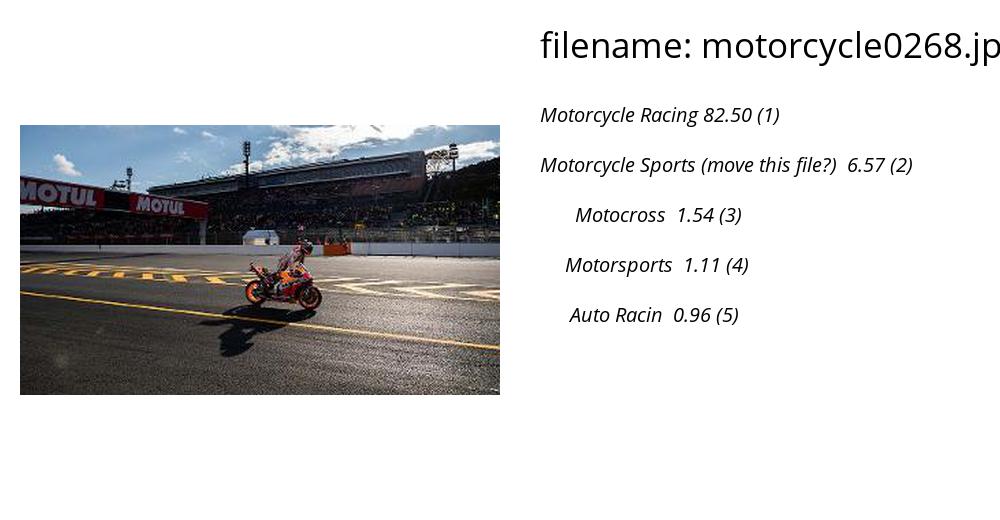 filename: motorcycle0268.jp
Motorcycle Racing 82.50 (1)
Motorcycle Sports (move this file?) 6.57 (2)
Motocross 1.54 (3)
Motorsports 1.11 (4)
Auto Racin 0.96 (5)
MOTUL
MOTUL